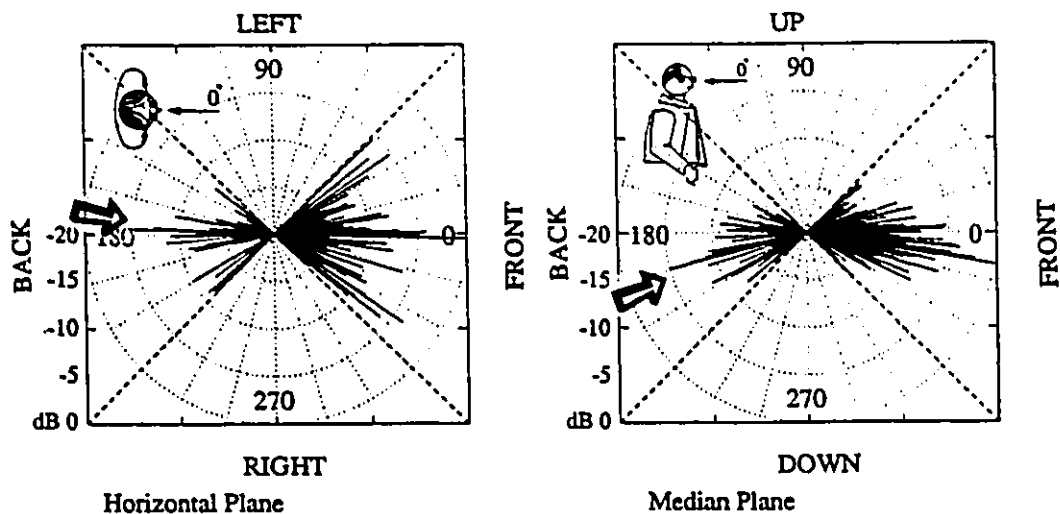 LEFT
90
0°
BACK
-20
180
0
FRONT
-15
-10
-5
dB 0
270
RIGHT
Horizontal Plane
UP
90
0°
BACK
-20
180
0
FRONT
-15
-10
-5
dB 0
270
DOWN
Median Plane